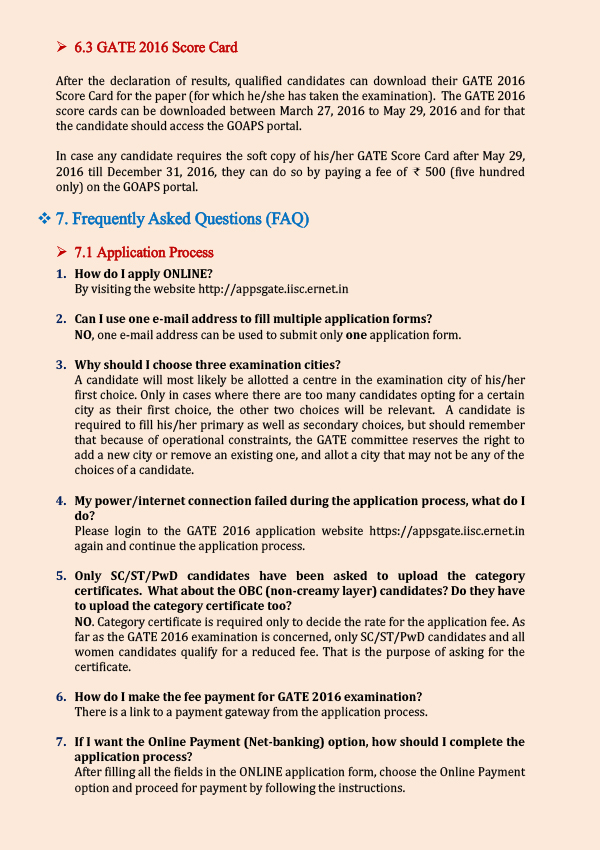 ➢ 6.3 GATE 2016 Score Card
After the declaration of results, qualified candidates can download their GATE 2016
Score Card for the paper (for which he/she has taken the examination). The GATE 2016
score cards can be downloaded between March 27, 2016 to May 29, 2016 and for that
the candidate should access the GOAPS portal.
In case any candidate requires the soft copy of his/her GATE Score Card after May 29,
2016 till December 31, 2016, they can do so by paying a fee of ₹ 500 (five hundred
only) on the GOAPS portal.
❖ 7. Frequently Asked Questions (FAQ)
➢ 7.1 Application Process
1. How do I apply ONLINE?
By visiting the website http://appsgate.iisc.ernet.in
2. Can I use one e-mail address to fill multiple application forms?
NO, one e-mail address can be used to submit only one application form.
3. Why should I choose three examination cities?
A candidate will most likely be allotted a centre in the examination city of his/her
first choice. Only in cases where there are too many candidates opting for a certain
city as their first choice, the other two choices will be relevant. A candidate is
required to fill his/her primary as well as secondary choices, but should remember
that because of operational constraints, the GATE committee reserves the right to
add a new city or remove an existing one, and allot a city that may not be any of the
choices of a candidate.
4. My power/internet connection failed during the application process, what do I
do?
Please login to the GATE 2016 application website https://appsgate.iisc.ernet.in
again and continue the application process.
5. Only SC/ST/PwD candidates have been asked to upload the category
certificates. What about the OBC (non-creamy layer) candidates? Do they have
to upload the category certificate too?
NO. Category certificate is required only to decide the rate for the application fee. As
far as the GATE 2016 examination is concerned, only SC/ST/PwD candidates and all
women candidates qualify for a reduced fee. That is the purpose of asking for the
certificate.
6. How do I make the fee payment for GATE 2016 examination?
There is a link to a payment gateway from the application process.
7. If I want the Online Payment (Net-banking) option, how should I complete the
application process?
After filling all the fields in the ONLINE application form, choose the Online Payment
option and proceed for payment by following the instructions.